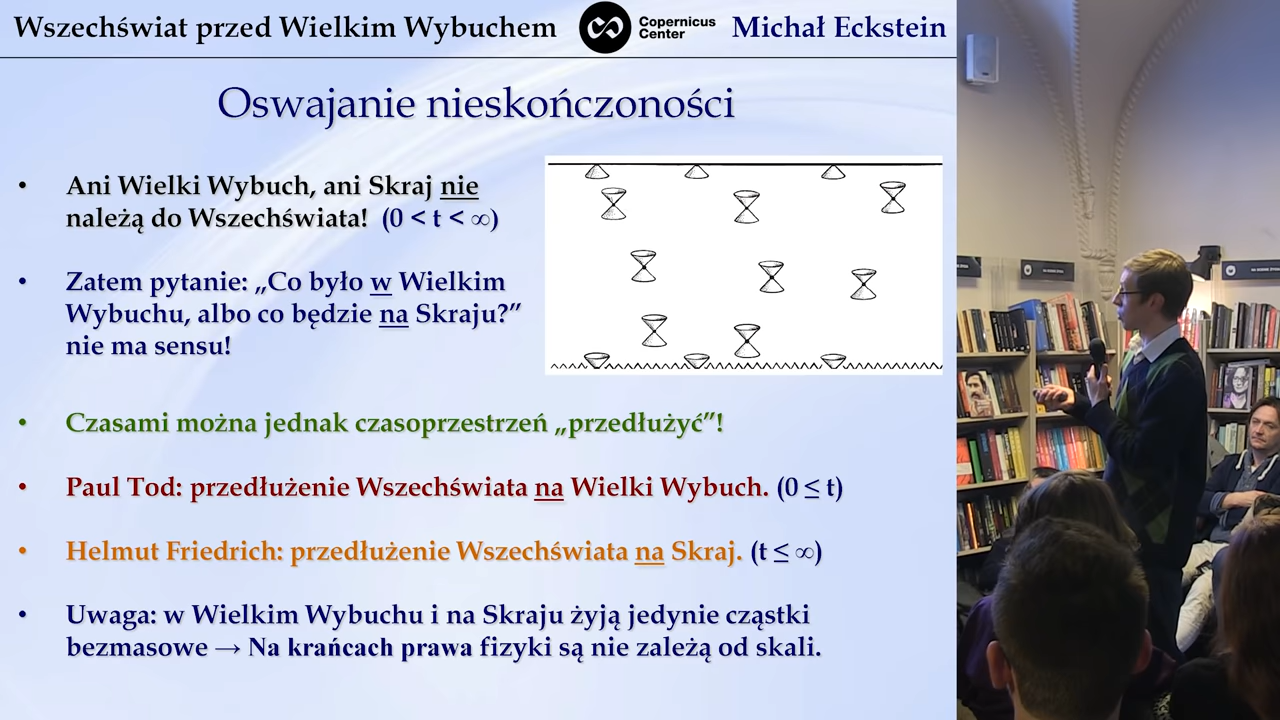 Wszechświat przed Wielkim Wybuchem
Copernicus
Center
Michał Eckstein
Oswajanie nieskończoności
• Ani Wielki Wybuch, ani Skraj nie
należą do Wszechświata! (0 < t < ∞)
• Zatem pytanie: „Co było w Wielkim
Wybuchu, albo co będzie na Skraju?”
nie ma sensu!
• Czasami można jednak czasoprzestrzeń „przedłużyć”!
• Paul Tod: przedłużenie Wszechświata na Wielki Wybuch. (0 ≤ t)
• Helmut Friedrich: przedłużenie Wszechświata na Skraj. (t ≤ ∞)
• Uwaga: w Wielkim Wybuchu i na Skraju żyją jedynie cząstki
bezmasowe → Na krańcach prawa fizyki są nie zależą od skali.